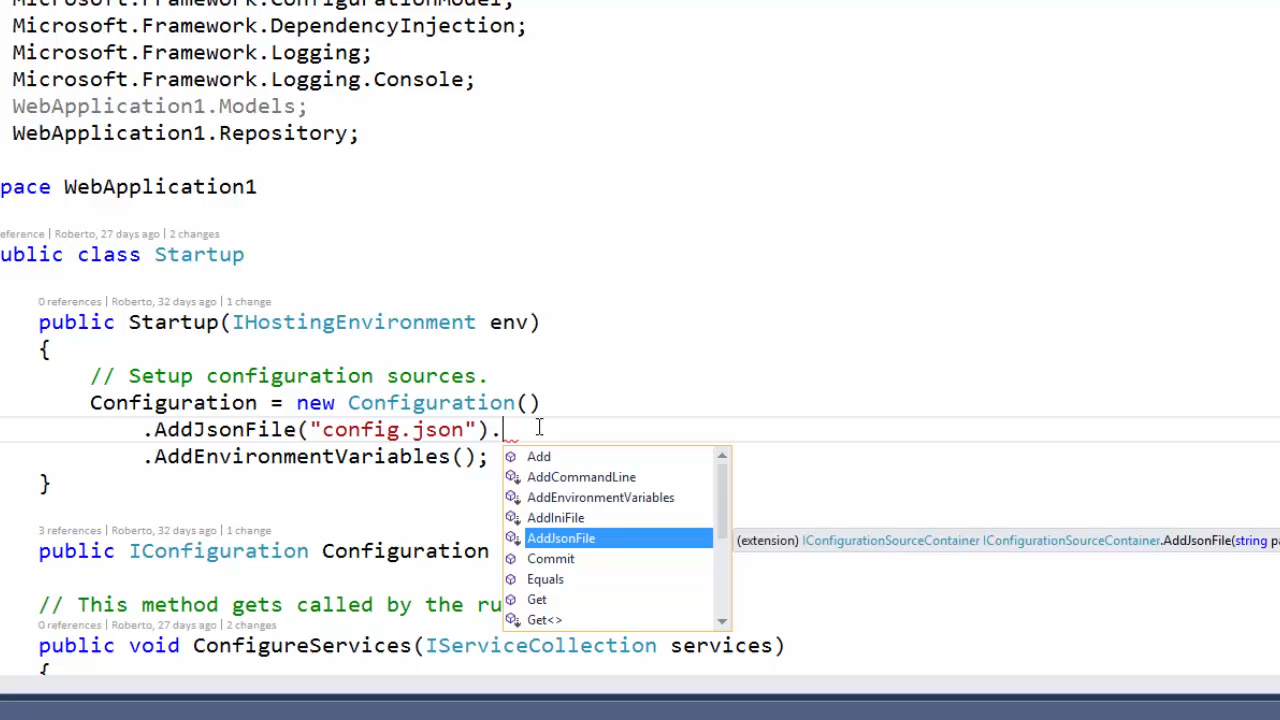 Microsoft.Framework.ConfigurationModel;
Microsoft.Framework.DependencyInjection;
Microsoft.Framework.Logging;
Microsoft.Framework.Logging.Console;
WebApplication1.Models;
WebApplication1.Repository;
pace WebApplication1
eference | Roberto, 27 days ago | 2 changes
ublic class Startup
0 references | Roberto, 32 days ago | 1 change
public Startup(IHostingEnvironment env)
{
// Setup configuration sources.
Configuration = new Configuration()
.AddJsonFile("config.json").
.AddEnvironmentVariables();
}
Add
AddCommandLine
AddEnvironmentVariables
AddIniFile
AddJsonFile
Commit
Equals
Get
Get<>
(extension) IConfigurationSourceContainer IConfigurationSourceContainer.AddJsonFile(string pa
3 references | Roberto, 32 days ago | 1 change
public IConfiguration Configuration
// This method gets called by the ru
0 references | Roberto, 27 days ago | 2 changes
public void ConfigureServices(IServiceCollection services)
{